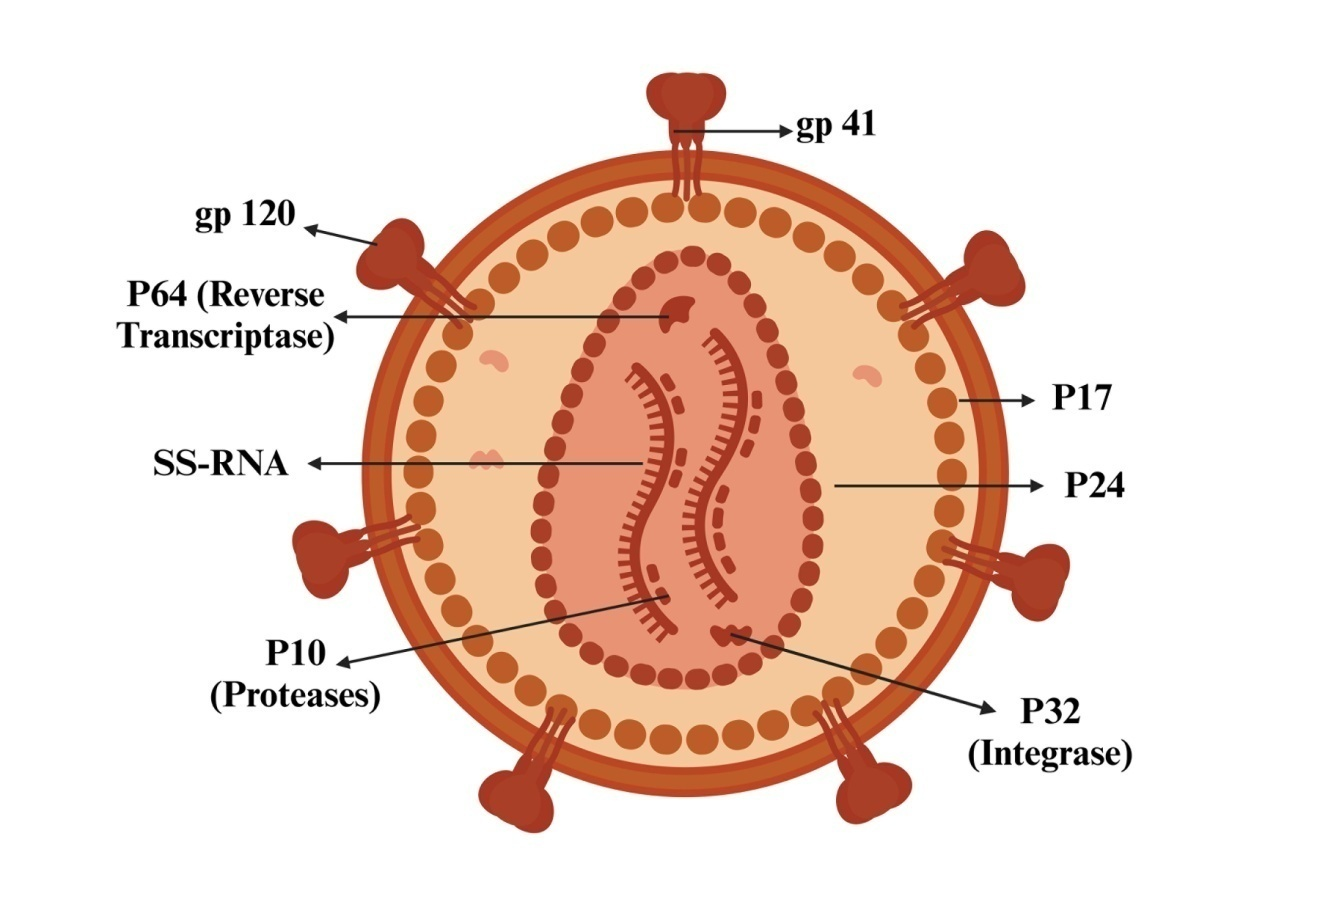 gp 41
gp 120
P64 (Reverse
Transcriptase)
P17
SS-RNA
P24
P10
(Proteases)
P32
(Integrase)